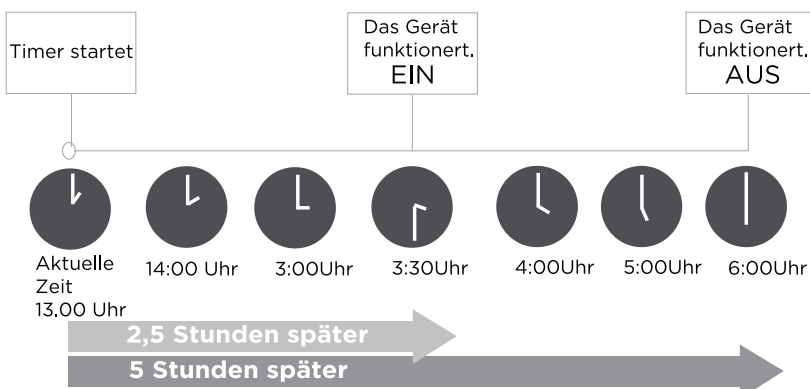 Timer startet
Das Gerät
funktionert.
EIN
Das Gerät
funktionert.
AUS
Aktuelle
Zeit
13.00 Uhr
14:00 Uhr
3:00Uhr
3:30Uhr
4:00Uhr
5:00Uhr
6:00Uhr
2,5 Stunden später
5 Stunden später